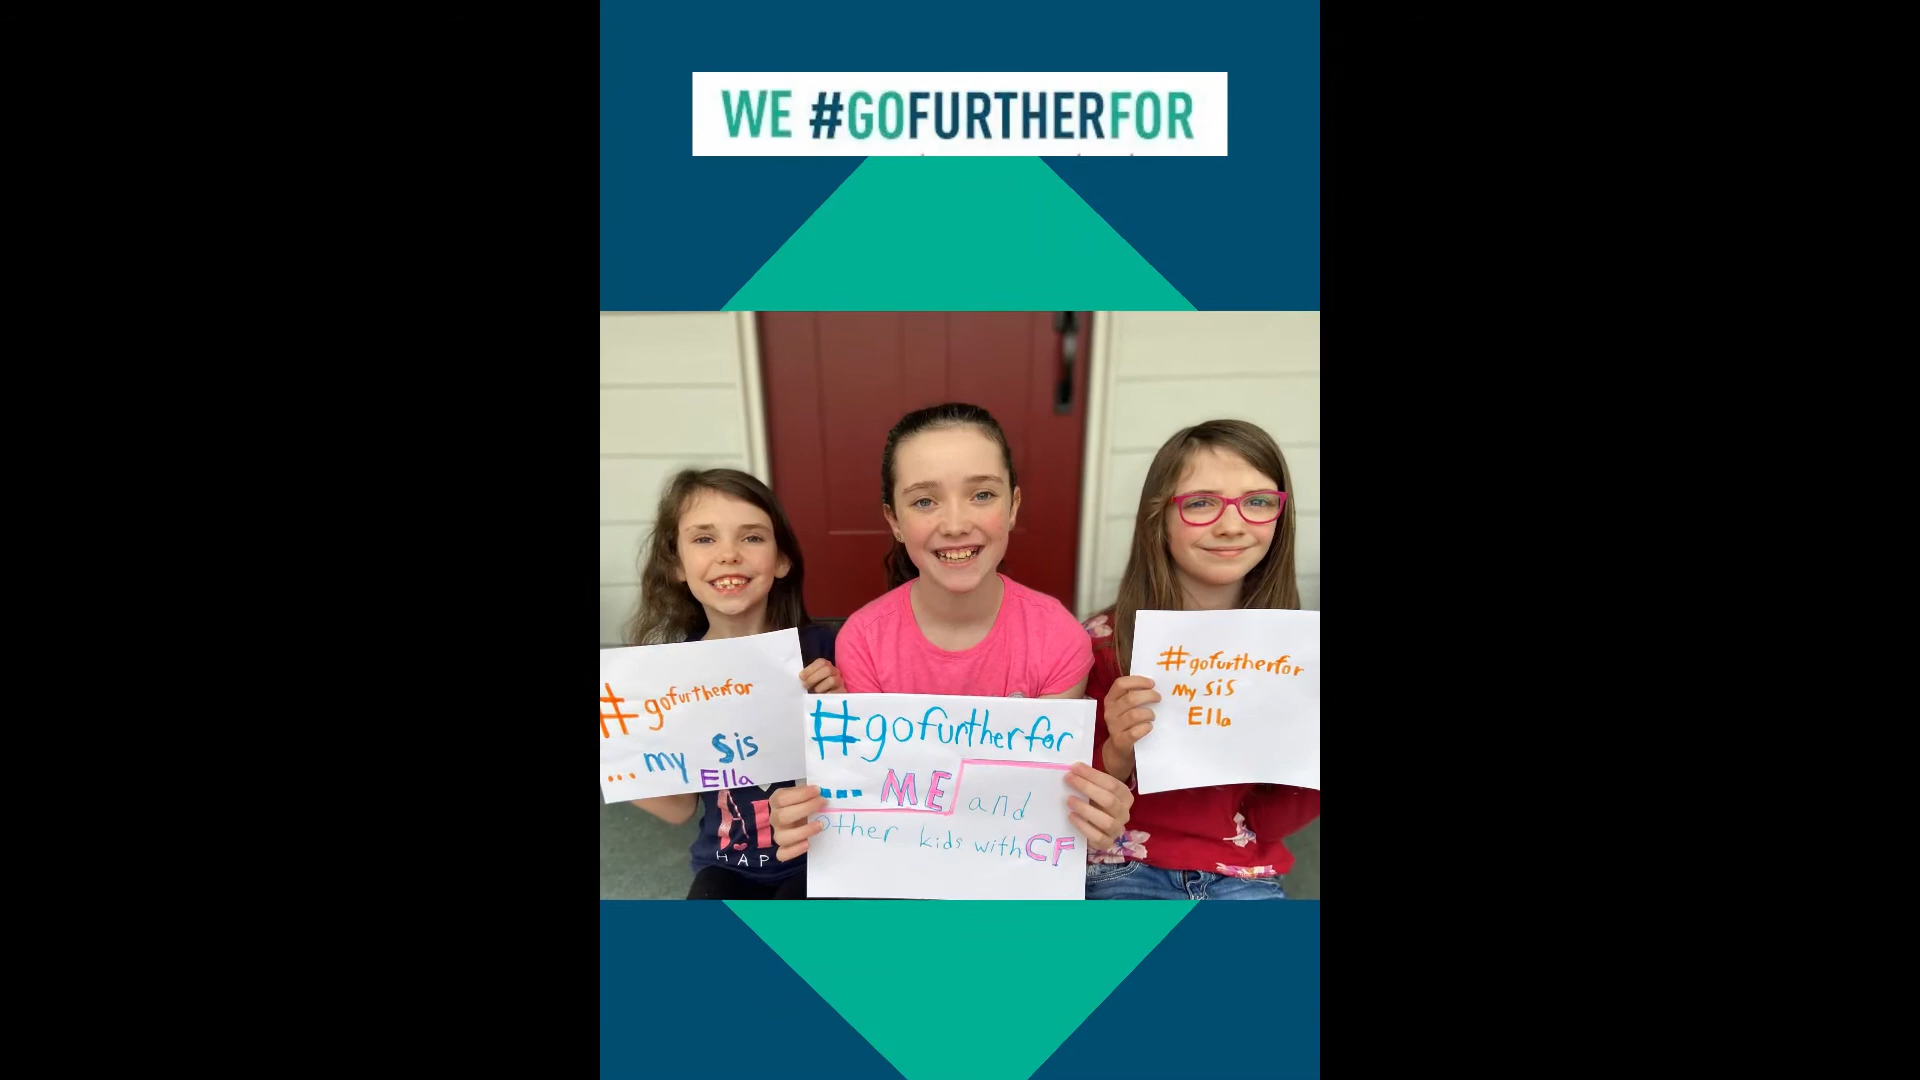 WE #GOFURTHERFOR
#gofurtherfor
... my Sis
Ella
#gofurtherfor
... ME and
other kids with CF
#gofurtherfor
My SiS
Ella
HAP